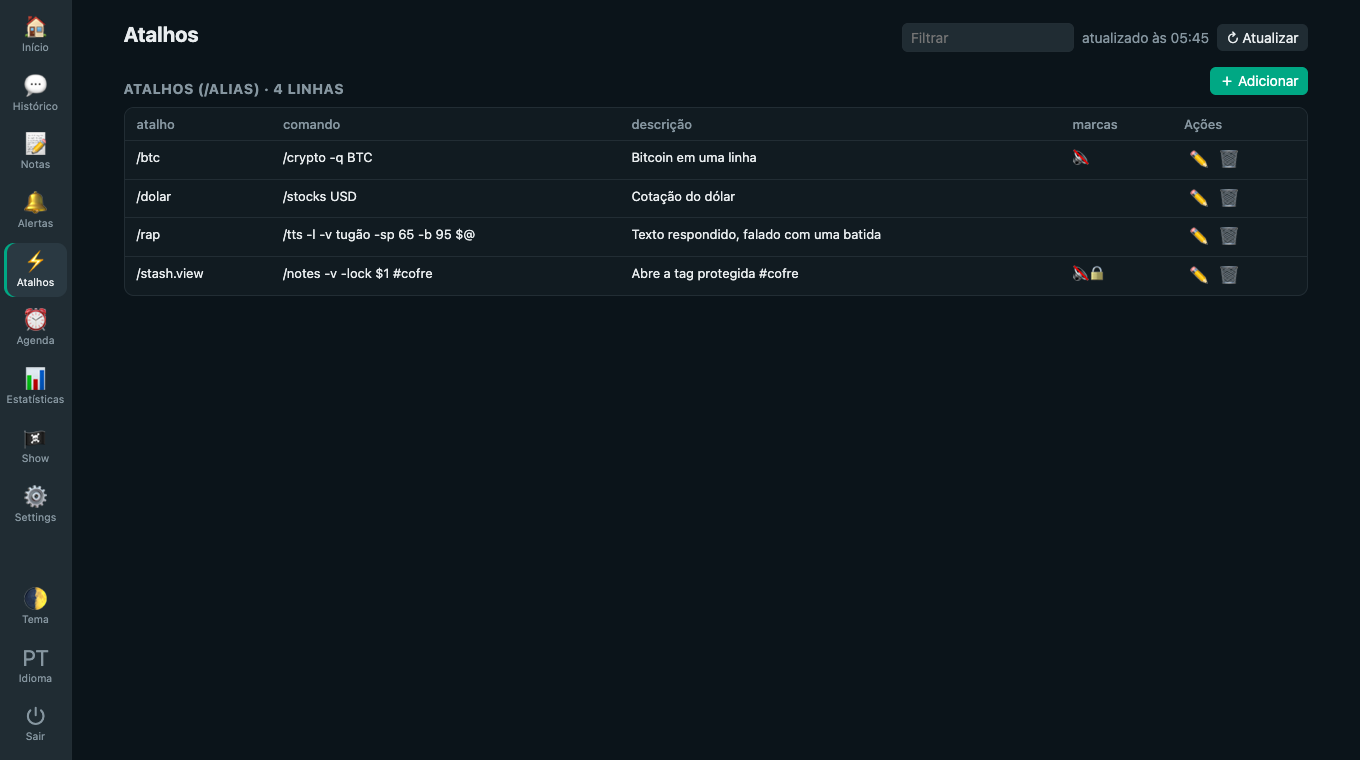 Início
Histórico
Notas
Alertas
Atalhos
Agenda
Estatísticas
Show
Settings
Tema
PT
Idioma
Sair
Atalhos
Filtrar
atualizado às 05:45
↻ Atualizar
ATALHOS (/ALIAS) · 4 LINHAS
+ Adicionar
atalho comando descrição marcas Ações
/btc /crypto -q BTC Bitcoin em uma linha
/dolar /stocks USD Cotação do dólar
/rap /tts -l -v tugão -sp 65 -b 95 $@ Texto respondido, falado com uma batida
/stash.view /notes -v -lock $1 #cofre Abre a tag protegida #cofre